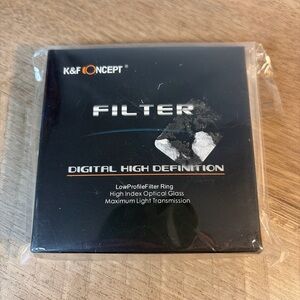 K&F CONCEPT®
FILTER
DIGITAL HIGH DEFINITION
LowProfileFilter Ring
High Index Optical Glass
Maximum Light Transmission